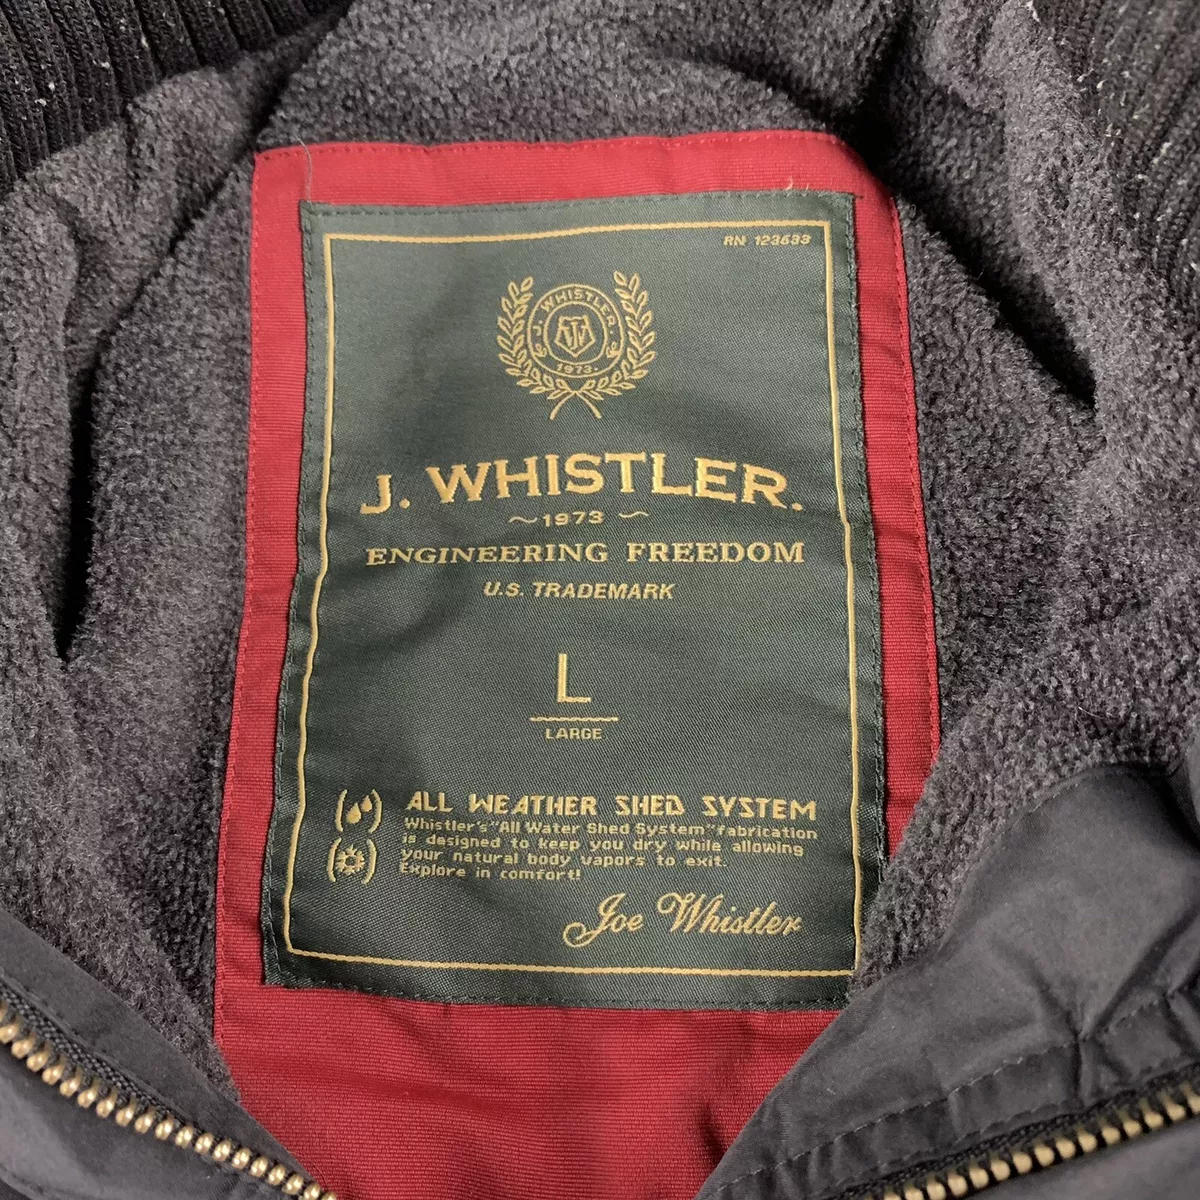 RN 123633
J. WHISTLER.
1973.
J. WHISTLER.
~1973~
ENGINEERING FREEDOM
U.S. TRADEMARK
L
LARGE
ALL WEATHER SHED SYSTEM
Whistler's "All Water Shed System" fabrication
is designed to keep you dry while allowing
your natural body vapors to exit.
Explore in comfort!
Joe Whistler